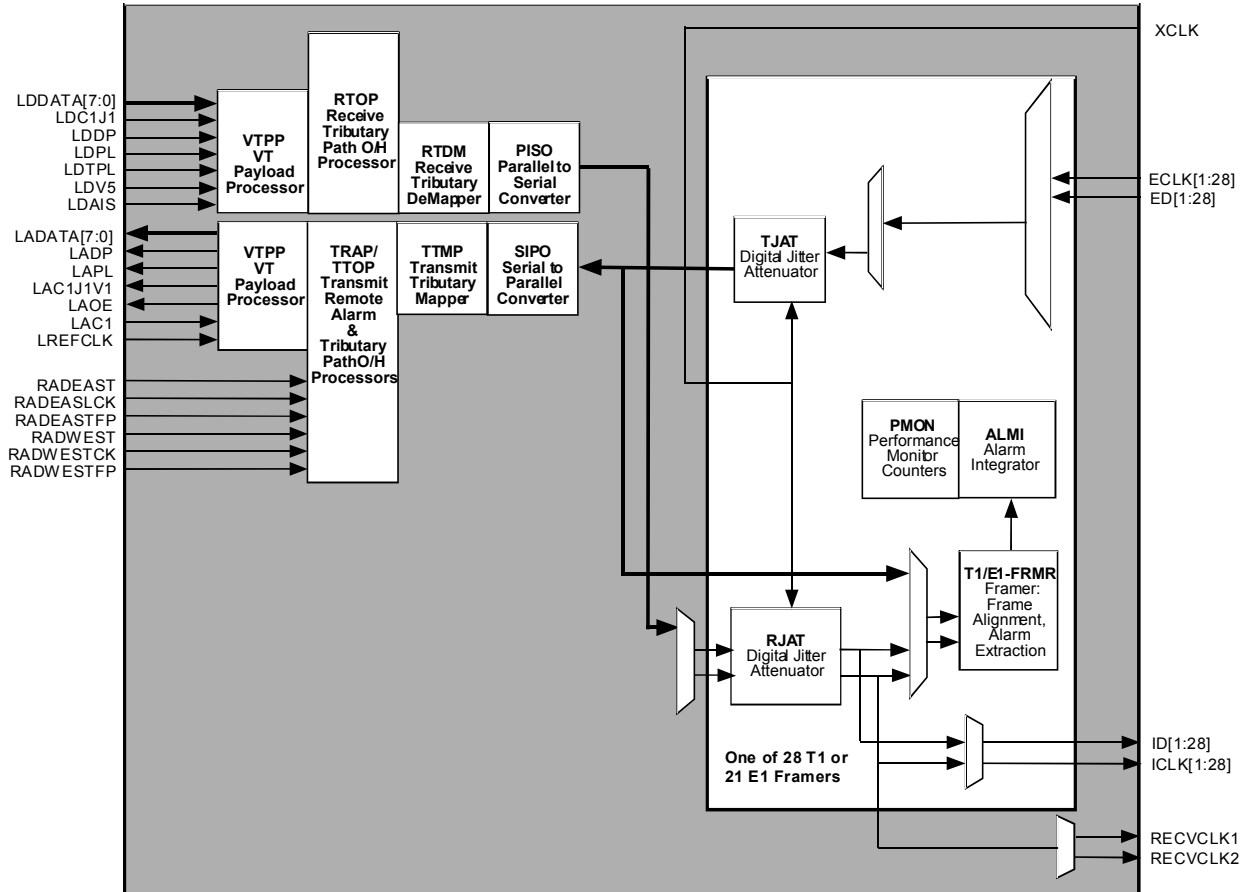 XCLK
LDDATA[7:0]
LDC1J1
LDDP
LDPL
LDTPL
LDV5
LDAIS
LADATA[7:0]
LADP
LAPL
LAC1J1V1
LAOE
LAC1
LREFCLK
RADEAST
RADEASLCK
RADEASTFP
RADWEST
RADWESTCK
RADWESTFP
VTPP
VT
Payload
Processor
RTOP
Receive
Tributary
Path O/H
Processor
RTDM
Receive
Tributary
DeMapper
PISO
Parallel to
Serial
Converter
VTPP
VT
Payload
Processor
TRAP/
TTOP
Transmit
Remote
Alarm
&
Tributary
PathO/H
Processors
TTMP
Transmit
Tributary
Mapper
SIPO
Serial to
Parallel
Converter
TJAT
Digital Jitter
Attenuator
ECLK[1:28]
ED[1:28]
PMON
Performance
Monitor
Counters
ALMI
Alarm
Integrator
T1/E1-FRMR
Framer:
Frame
Alignment,
Alarm
Extraction
RJAT
Digital Jitter
Attenuator
One of 28 T1 or
21 E1 Framers
ID[1:28]
ICLK[1:28]
RECVCLK1
RECVCLK2